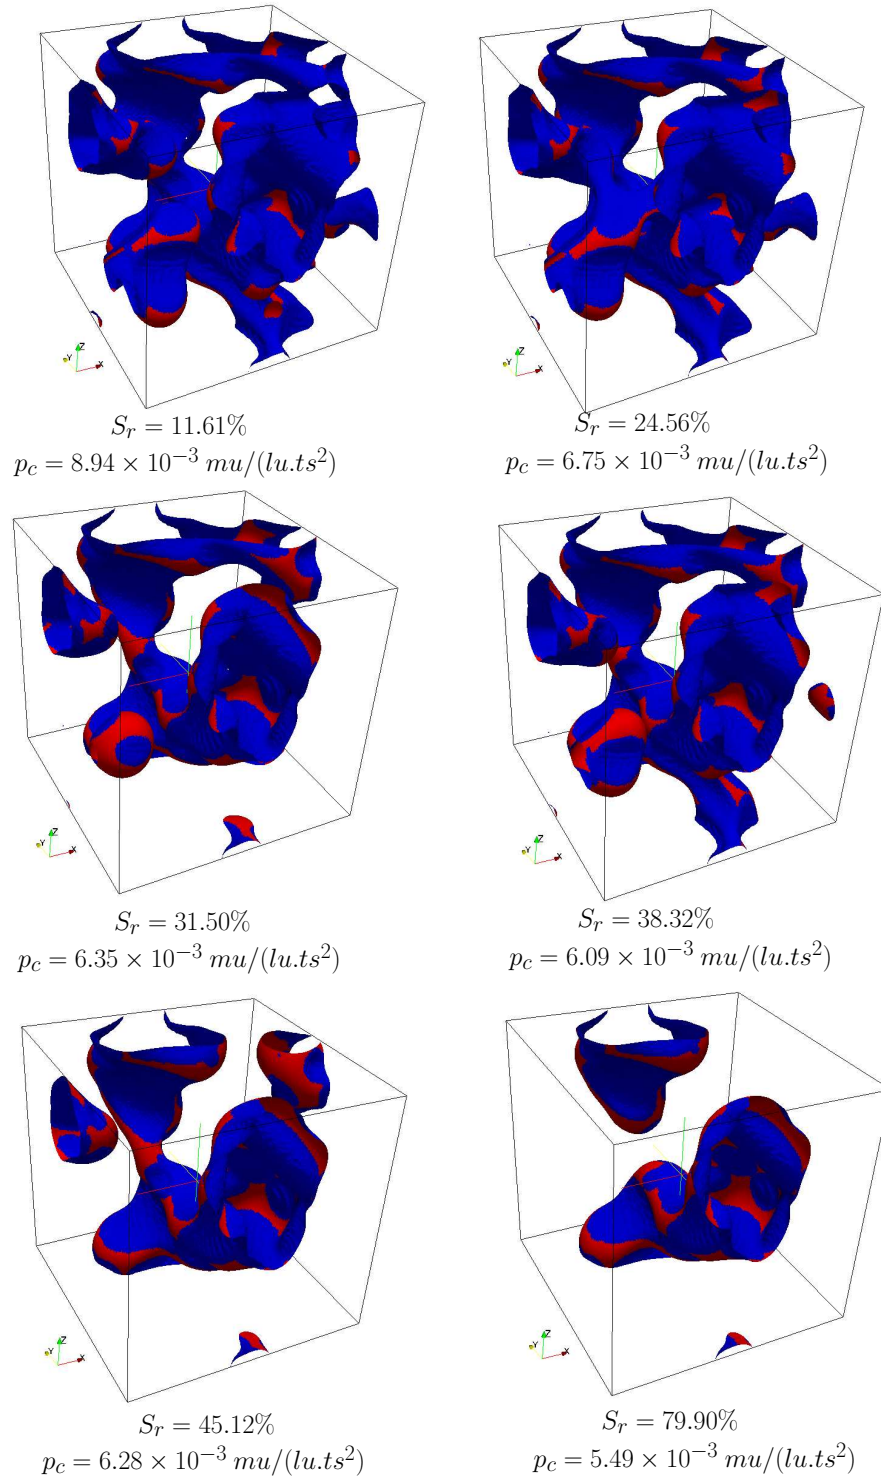 S_r = 11.61%
p_c = 8.94 × 10^{−3} mu/(lu.ts^2)
S_r = 24.56%
p_c = 6.75 × 10^{−3} mu/(lu.ts^2)
S_r = 31.50%
p_c = 6.35 × 10^{−3} mu/(lu.ts^2)
S_r = 38.32%
p_c = 6.09 × 10^{−3} mu/(lu.ts^2)
S_r = 45.12%
p_c = 6.28 × 10^{−3} mu/(lu.ts^2)
S_r = 79.90%
p_c = 5.49 × 10^{−3} mu/(lu.ts^2)